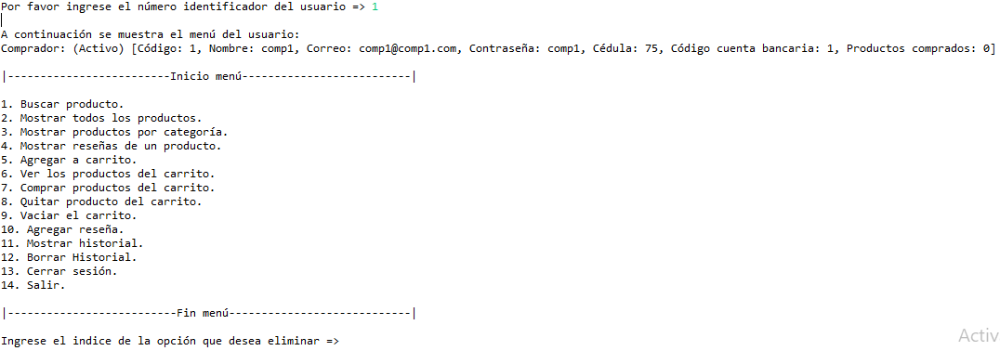 Por favor ingrese el número identificador del usuario => 1
A continuación se muestra el menú del usuario:
Comprador: (Activo) [Código: 1, Nombre: comp1, Correo: comp1@comp1.com, Contraseña: comp1, Cédula: 75, Código cuenta bancaria: 1, Productos comprados: 0]
|-------------------------Inicio menú--------------------------|
1. Buscar producto.
2. Mostrar todos los productos.
3. Mostrar productos por categoría.
4. Mostrar reseñas de un producto.
5. Agregar a carrito.
6. Ver los productos del carrito.
7. Comprar productos del carrito.
8. Quitar producto del carrito.
9. Vaciar el carrito.
10. Agregar reseña.
11. Mostrar historial.
12. Borrar Historial.
13. Cerrar sesión.
14. Salir.
|--------------------------Fin menú----------------------------|
Ingrese el indice de la opción que desea eliminar =>
Activ